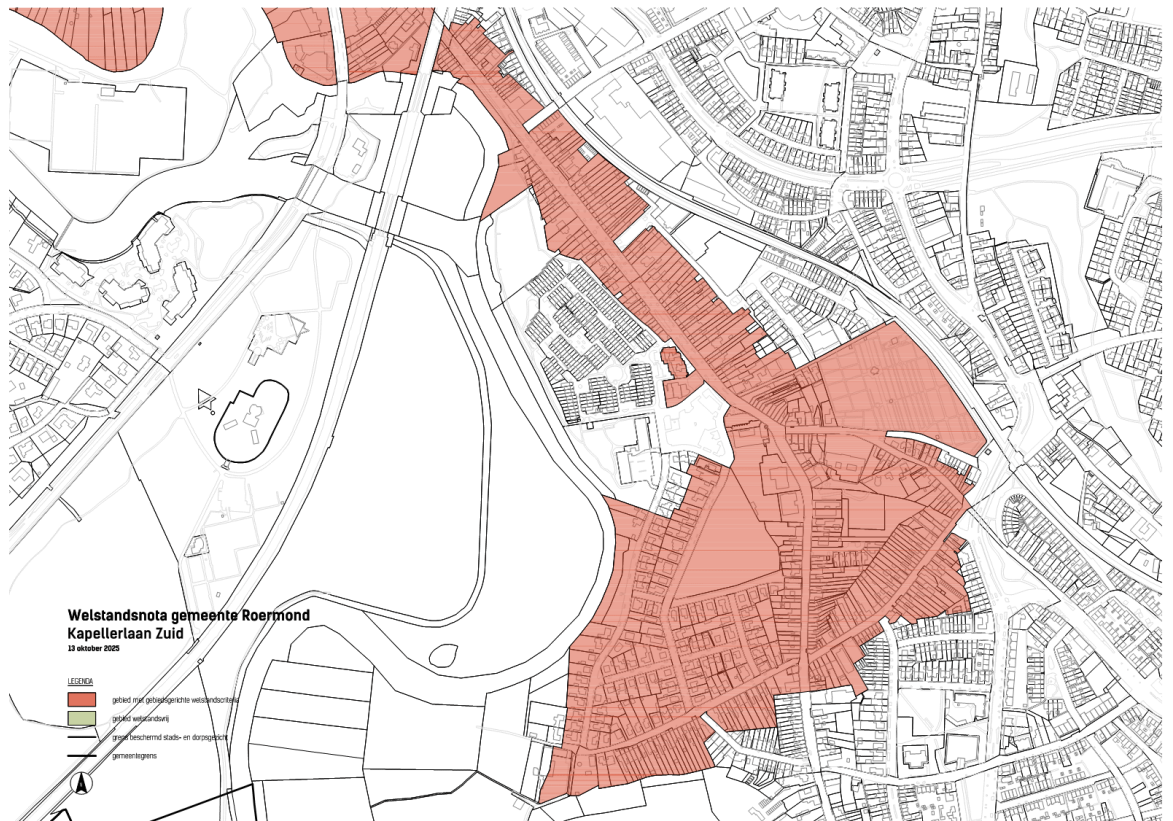 Welstandsnota gemeente Roermond
Kapellerlaan Zuid
13 oktober 2025
LEGENDA
gebied met gebiedsgerichte welstandscriteria
gebied welstandsvrij
grens beschermd stads- en dorpsgezicht
gemeentegrens